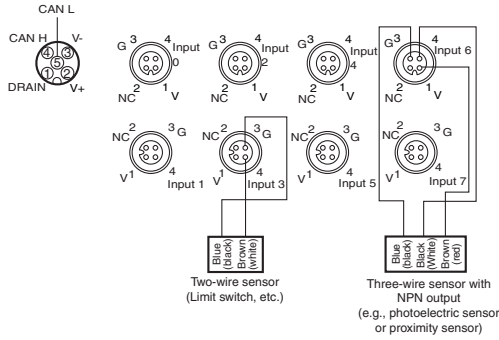 CAN L
CAN H
V-
4 3
5
1 2
DRAIN
V+
G 3 4 Input 0
2 NC 1 V
3 4 Input 2
2 NC 1 V
3 4 Input 4
2 NC 1 V
G 3 4 Input 6
2 NC 1 V
NC 2 3 G
V 1 4 Input 1
NC 2 3 G
V 1 4 Input 3
NC 2 3 G
V 1 4 Input 5
NC 2 3 G
V 1 4 Input 7
Blue (black)
Brown (white)
Two-wire sensor
(Limit switch, etc.)
Blue (black)
Black (White)
Brown (red)
Three-wire sensor with
NPN output
(e.g., photoelectric sensor
or proximity sensor)